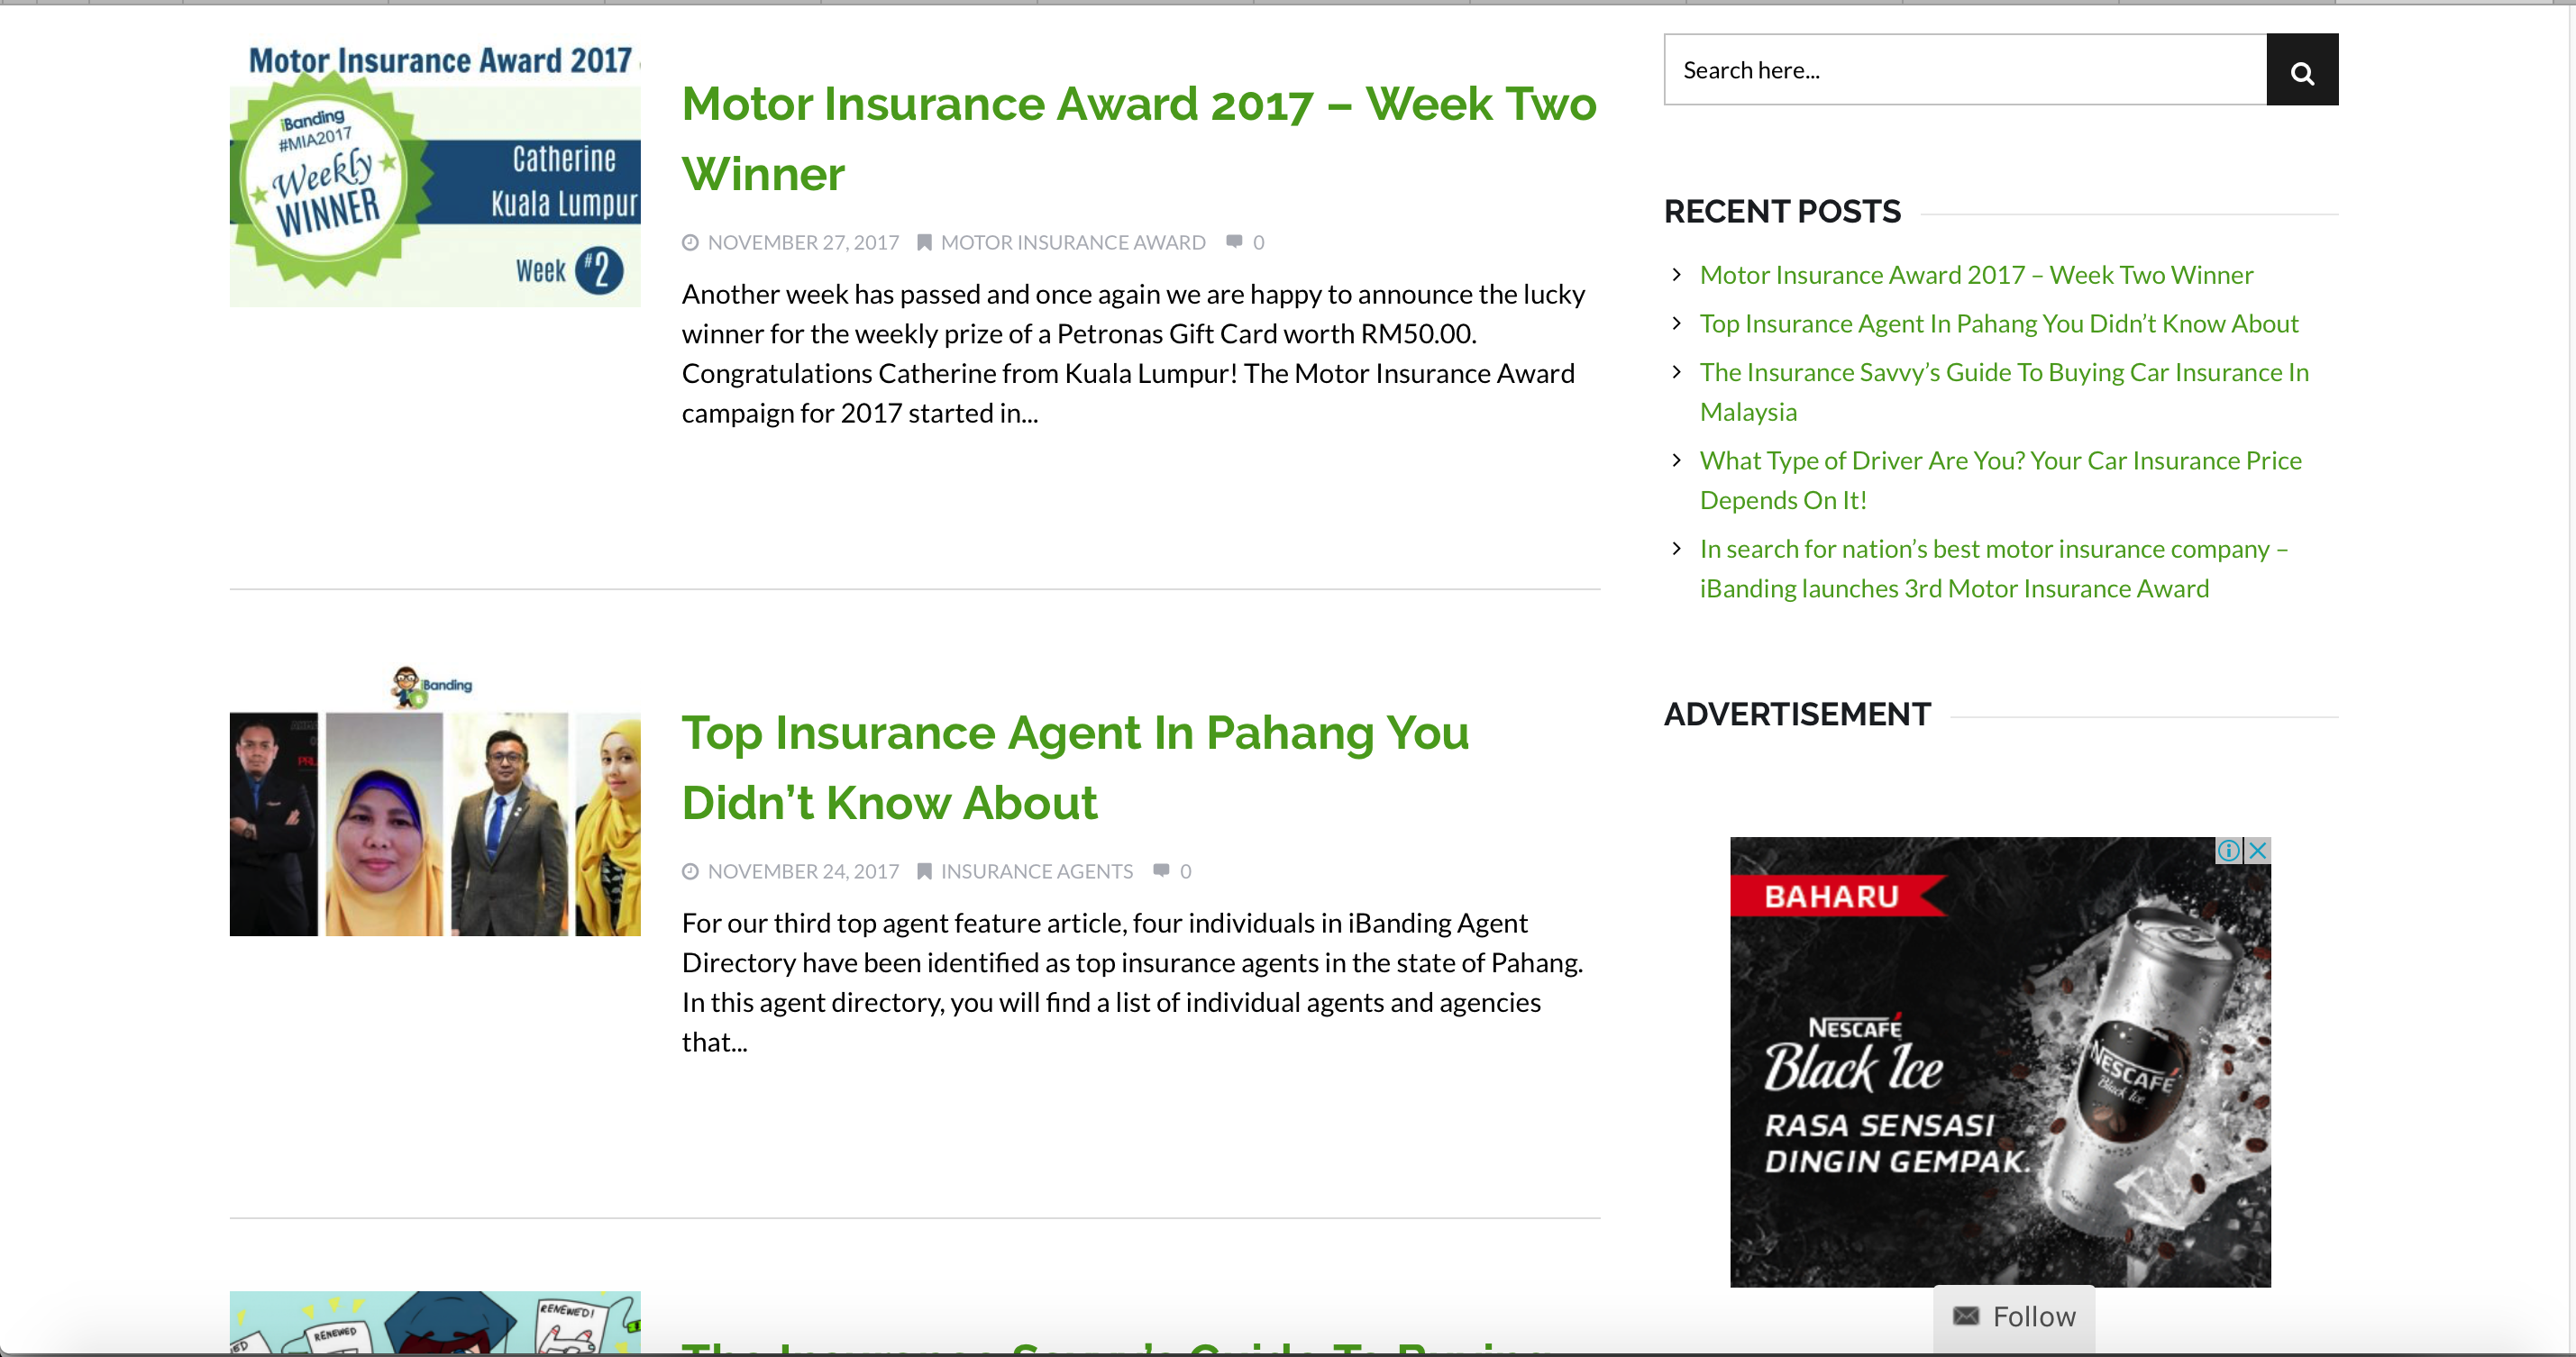 Motor Insurance Award 2017
iBanding
#MIA2017
Weekly
WINNER
Catherine
Kuala Lumpur
Week #2
Motor Insurance Award 2017 – Week Two
Winner
NOVEMBER 27, 2017 MOTOR INSURANCE AWARD 0
Another week has passed and once again we are happy to announce the lucky
winner for the weekly prize of a Petronas Gift Card worth RM50.00.
Congratulations Catherine from Kuala Lumpur! The Motor Insurance Award
campaign for 2017 started in...
iBanding
PRU
Top Insurance Agent In Pahang You
Didn’t Know About
NOVEMBER 24, 2017 INSURANCE AGENTS 0
For our third top agent feature article, four individuals in iBanding Agent
Directory have been identified as top insurance agents in the state of Pahang.
In this agent directory, you will find a list of individual agents and agencies
that...
RENEWED
RENEWED!
The Insurance Savvy’s Guide To Buying
Search here...
RECENT POSTS
Motor Insurance Award 2017 – Week Two Winner
Top Insurance Agent In Pahang You Didn’t Know About
The Insurance Savvy’s Guide To Buying Car Insurance In
Malaysia
What Type of Driver Are You? Your Car Insurance Price
Depends On It!
In search for nation’s best motor insurance company –
iBanding launches 3rd Motor Insurance Award
ADVERTISEMENT
BAHARU
NESCAFÉ
Black Ice
RASA SENSASI
DINGIN GEMPAK.
NESCAFÉ
Black Ice
Follow